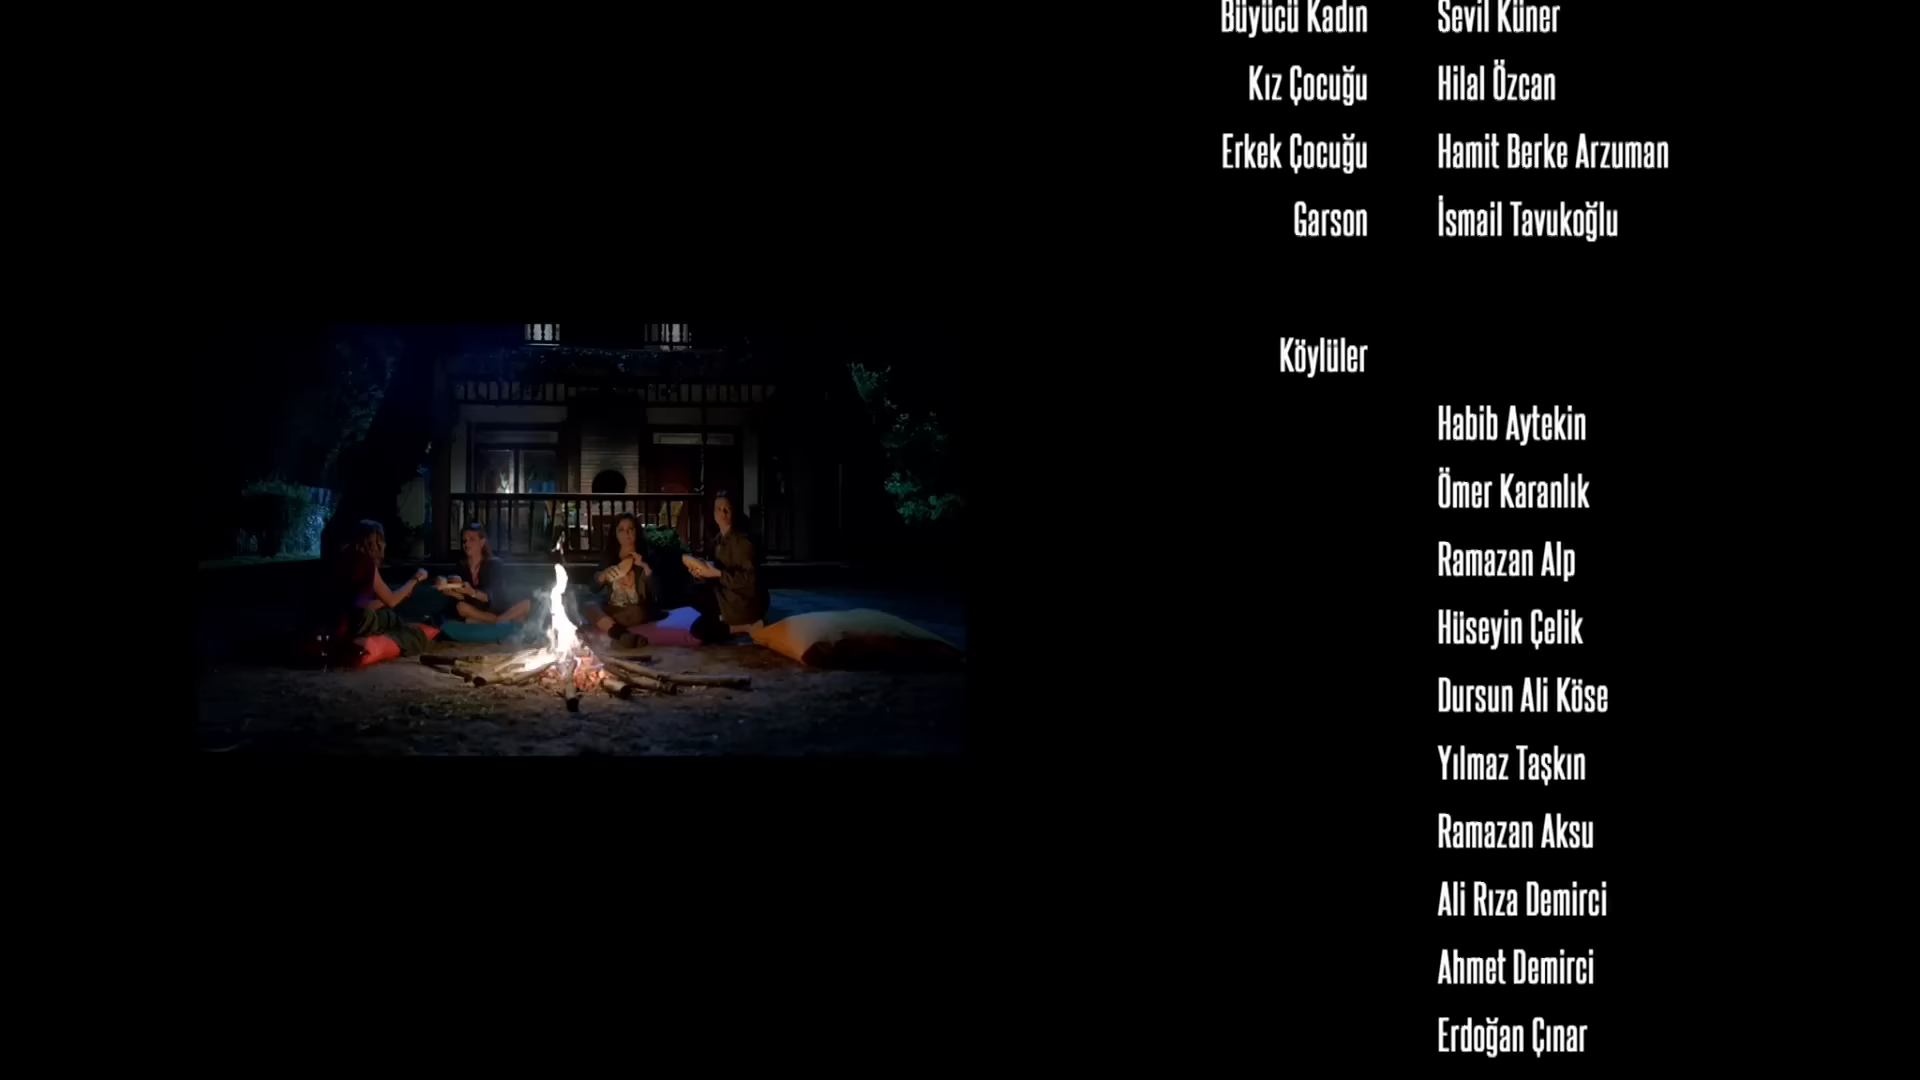 Büyücü Kadın Sevil Küner
Kız Çocuğu Hilal Özcan
Erkek Çocuğu Hamit Berke Arzuman
Garson İsmail Tavukoğlu
Köylüler
Habib Aytekin
Ömer Karanlık
Ramazan Alp
Hüseyin Çelik
Dursun Ali Köse
Yılmaz Taşkın
Ramazan Aksu
Ali Rıza Demirci
Ahmet Demirci
Erdoğan Çınar